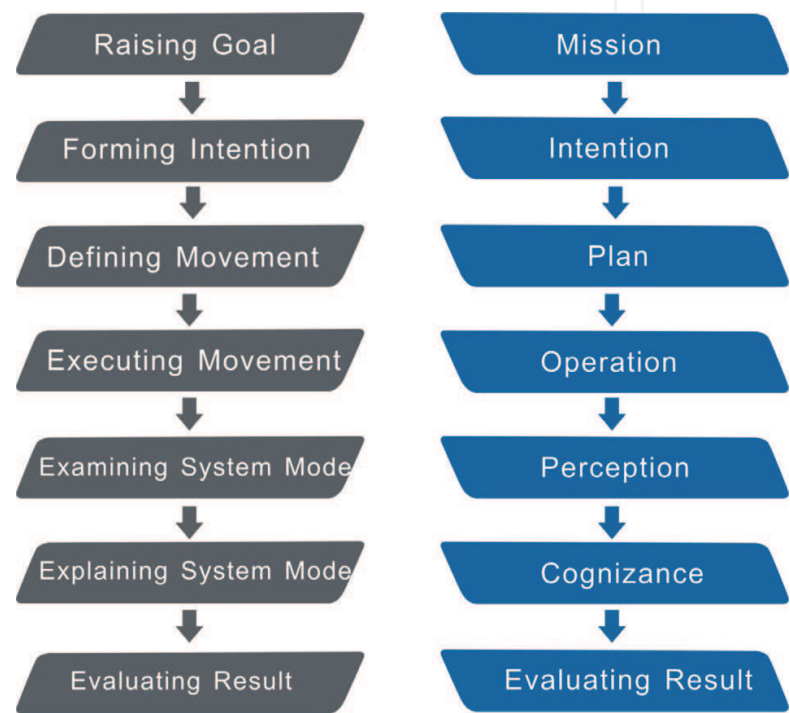 Raising Goal
Mission
Forming Intention
Intention
Defining Movement
Plan
Executing Movement
Operation
Examining System Mode
Perception
Explaining System Mode
Cognizance
Evaluating Result
Evaluating Result